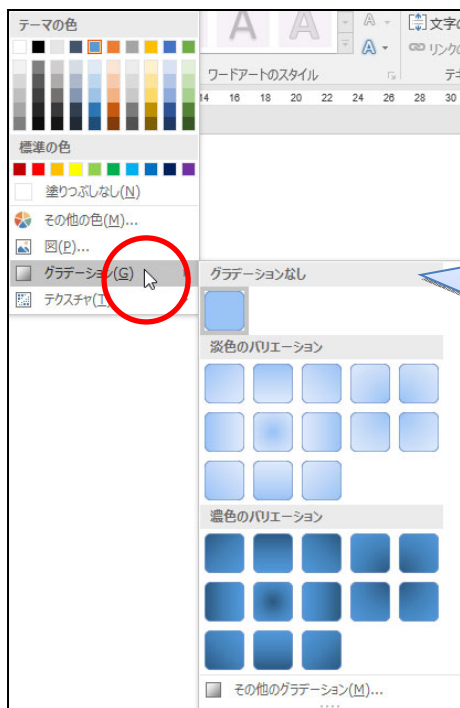 テーマの色
標準の色
塗りつぶしなし(N)
その他の色(M)...
図(P)...
グラデーション(G)
テクスチャ(T)
A A A 文字の
A リンクの
ワードアートのスタイル テキ
14 16 18 20 22 24 26 28 30
グラデーションなし
淡色のバリエーション
濃色のバリエーション
その他のグラデーション(M)...